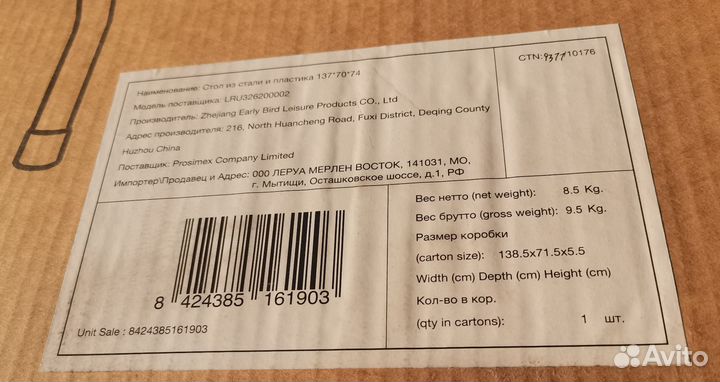 Наименование: Стол из стали и пластика 137*70*74
Модель поставщика: LRU326200002
Производитель: Zhejiang Early Bird Leisure Products CO., Ltd
Адрес производителя: 216, North Huancheng Road, Fuxi District, Deqing County
Huzhou China
Поставщик: Prosimex Company Limited
Импортер\Продавец и Адрес: ООО ЛЕРУА МЕРЛЕН ВОСТОК, 141031, МО,
г. Мытищи, Осташковское шоссе, д.1, РФ
CTN: /10176
Вес нетто (net weight): 8.5 Kg.
Вес брутто (gross weight): 9.5 Kg.
Размер коробки
(carton size): 138.5x71.5x5.5
Width (cm) Depth (cm) Height (cm)
Кол-во в кор.
(qty in cartons): 1 шт.
8 424385 161903
Unit Sale : 8424385161903
Avito